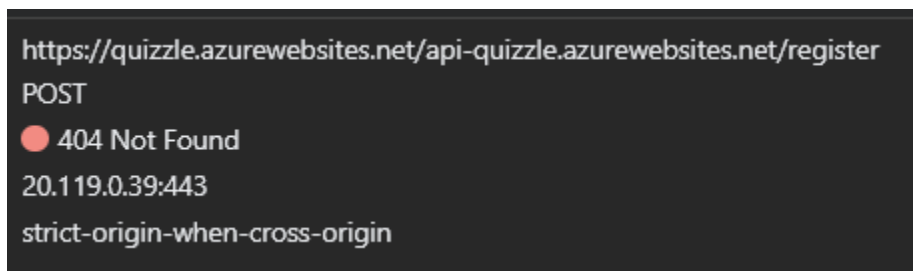 https://quizzle.azurewebsites.net/api-quizzle.azurewebsites.net/register
POST
404 Not Found
20.119.0.39:443
strict-origin-when-cross-origin